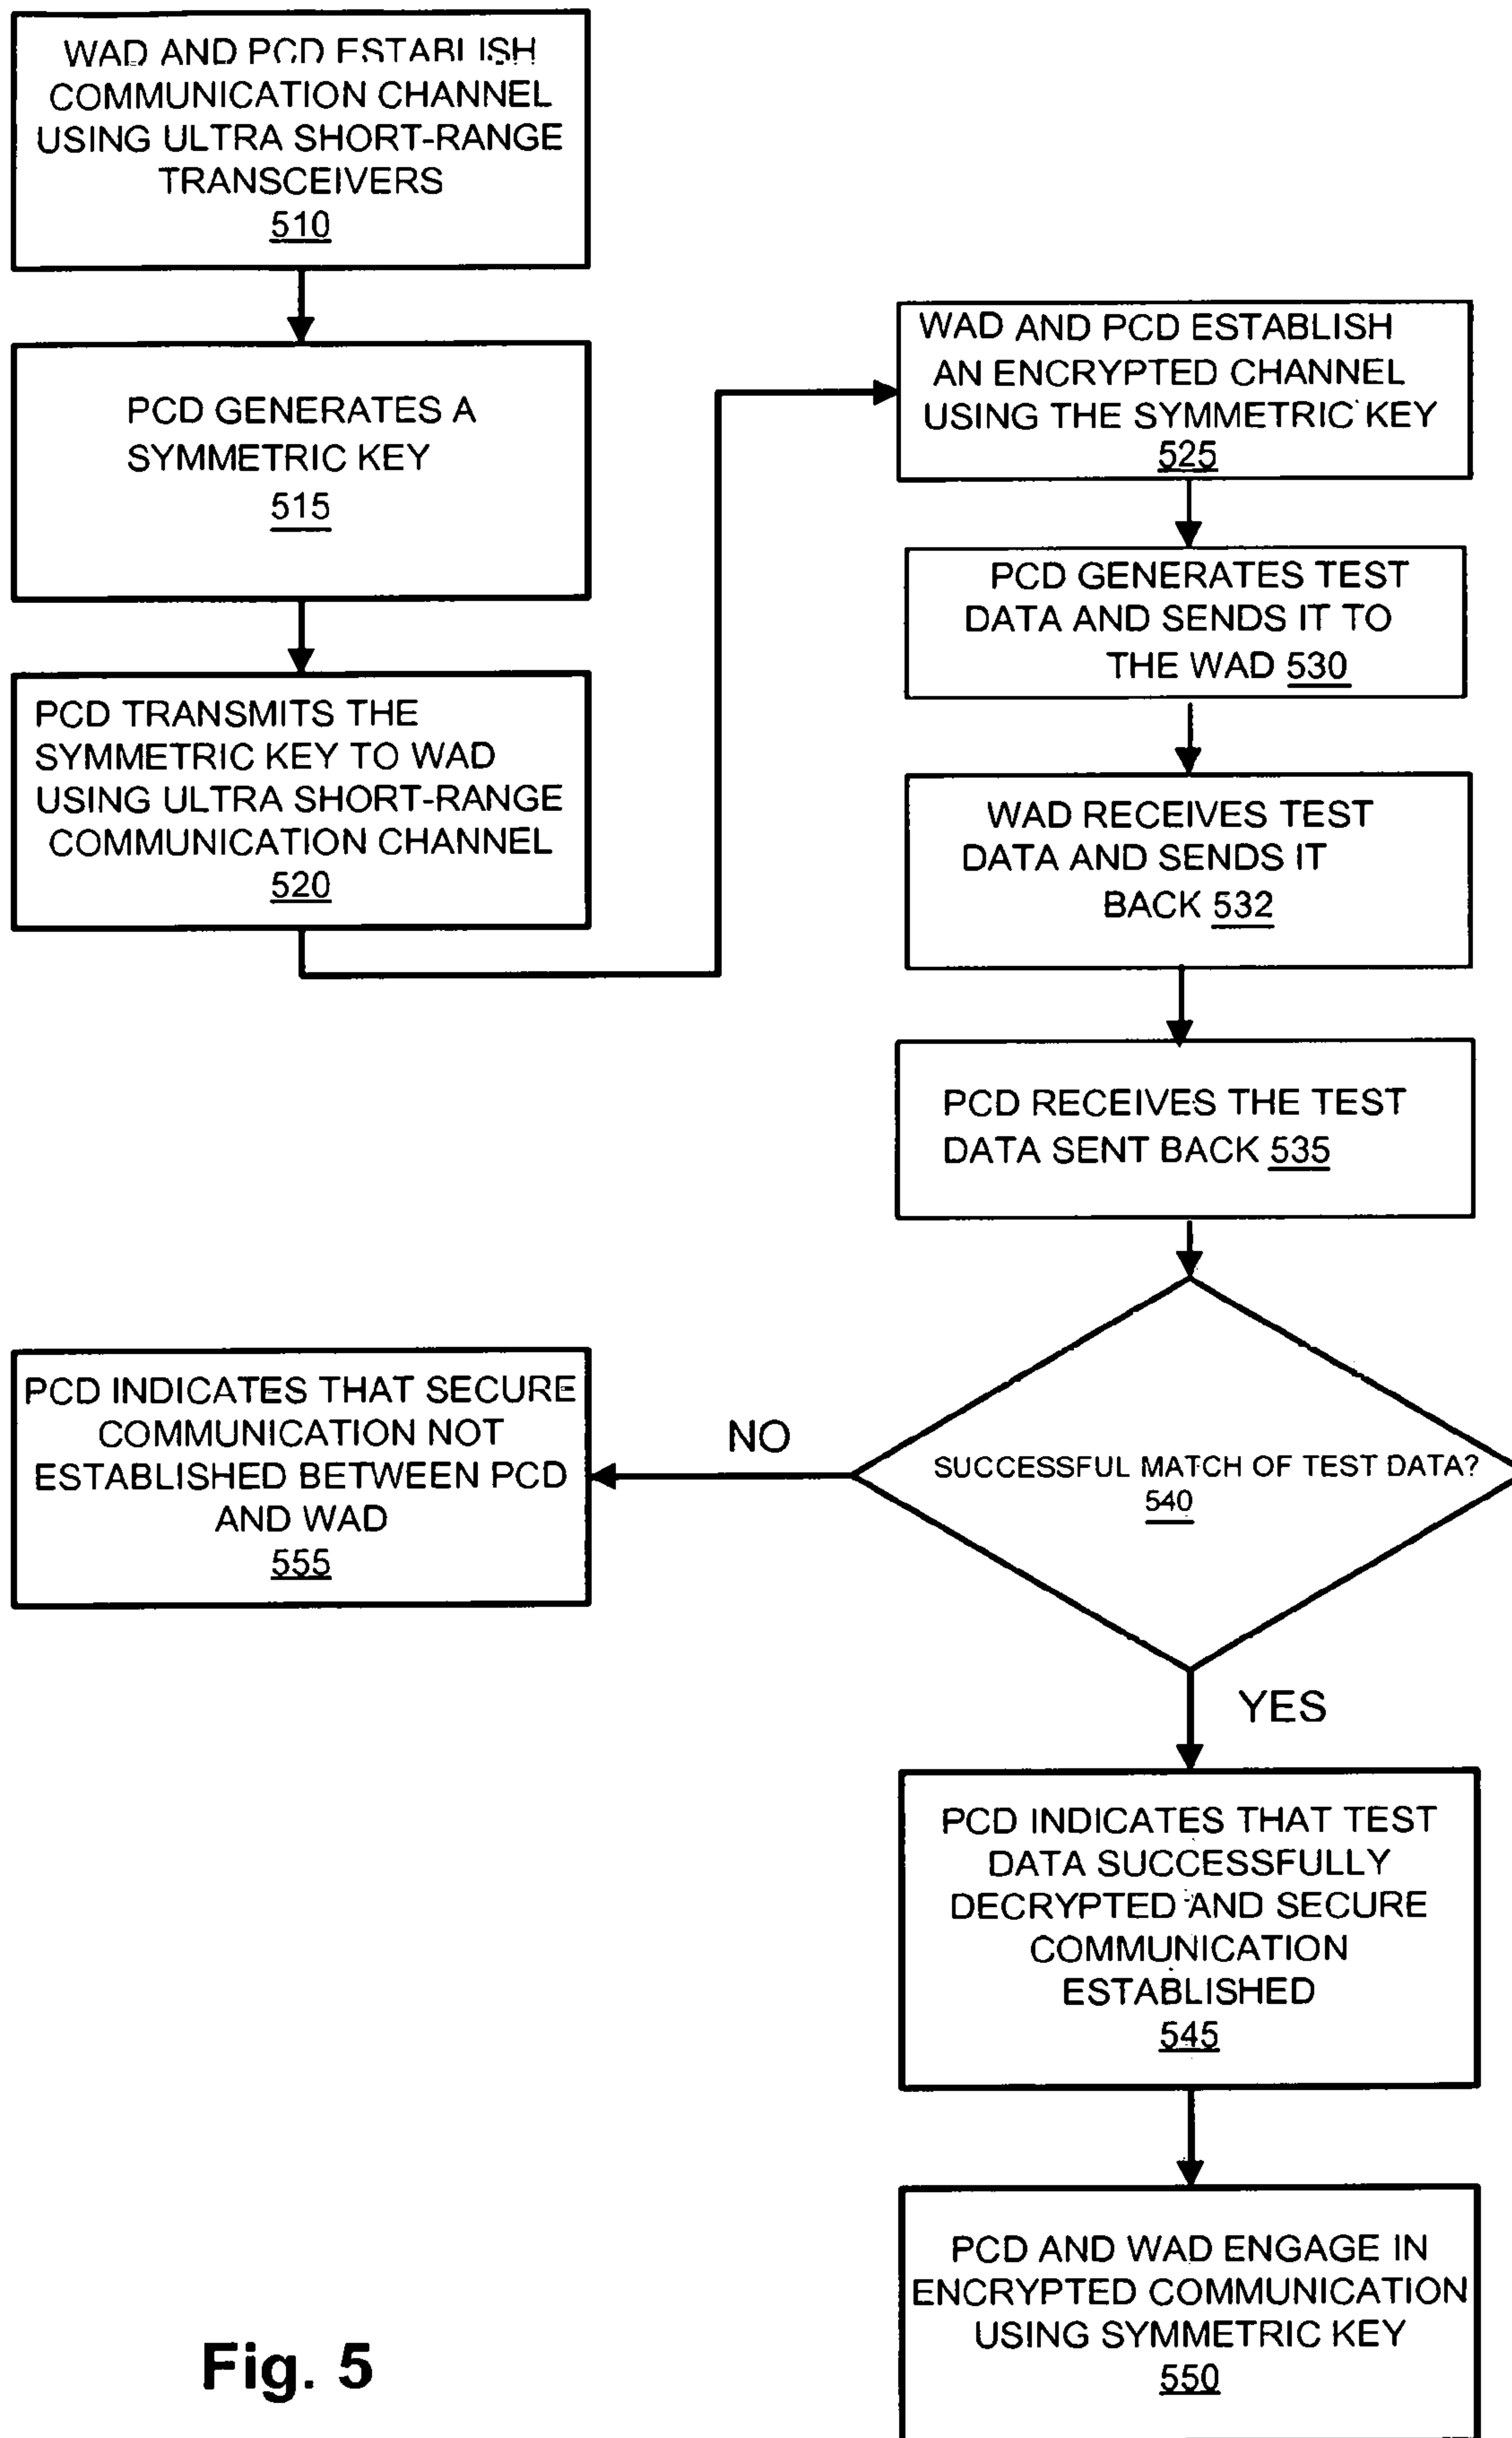 WAD AND PCD ESTABLISH
COMMUNICATION CHANNEL
USING ULTRA SHORT-RANGE
TRANSCEIVERS
510
PCD GENERATES A
SYMMETRIC KEY
515
PCD TRANSMITS THE
SYMMETRIC KEY TO WAD
USING ULTRA SHORT-RANGE
COMMUNICATION CHANNEL
520
WAD AND PCD ESTABLISH
AN ENCRYPTED CHANNEL
USING THE SYMMETRIC KEY
525
PCD GENERATES TEST
DATA AND SENDS IT TO
THE WAD 530
WAD RECEIVES TEST
DATA AND SENDS IT
BACK 532
PCD RECEIVES THE TEST
DATA SENT BACK 535
SUCCESSFUL MATCH OF TEST DATA?
540
NO
PCD INDICATES THAT SECURE
COMMUNICATION NOT
ESTABLISHED BETWEEN PCD
AND WAD
555
YES
PCD INDICATES THAT TEST
DATA SUCCESSFULLY
DECRYPTED AND SECURE
COMMUNICATION
ESTABLISHED
545
PCD AND WAD ENGAGE IN
ENCRYPTED COMMUNICATION
USING SYMMETRIC KEY
550
Fig. 5